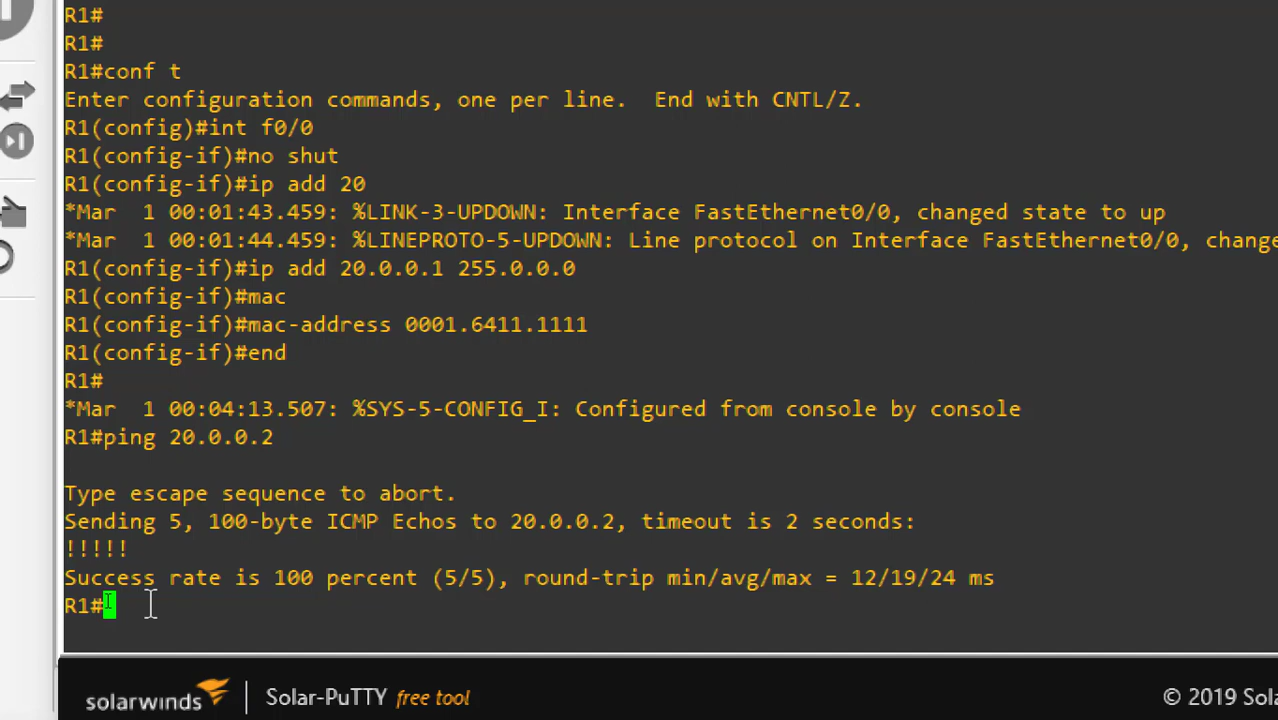 R1#
R1#
R1#conf t
Enter configuration commands, one per line.  End with CNTL/Z.
R1(config)#int f0/0
R1(config-if)#no shut
R1(config-if)#ip add 20
*Mar  1 00:01:43.459: %LINK-3-UPDOWN: Interface FastEthernet0/0, changed state to up
*Mar  1 00:01:44.459: %LINEPROTO-5-UPDOWN: Line protocol on Interface FastEthernet0/0, change
R1(config-if)#ip add 20.0.0.1 255.0.0.0
R1(config-if)#mac
R1(config-if)#mac-address 0001.6411.1111
R1(config-if)#end
R1#
*Mar  1 00:04:13.507: %SYS-5-CONFIG_I: Configured from console by console
R1#ping 20.0.0.2
Type escape sequence to abort.
Sending 5, 100-byte ICMP Echos to 20.0.0.2, timeout is 2 seconds:
!!!!!
Success rate is 100 percent (5/5), round-trip min/avg/max = 12/19/24 ms
R1#
solarwinds | Solar-PuTTY free tool © 2019 Sola